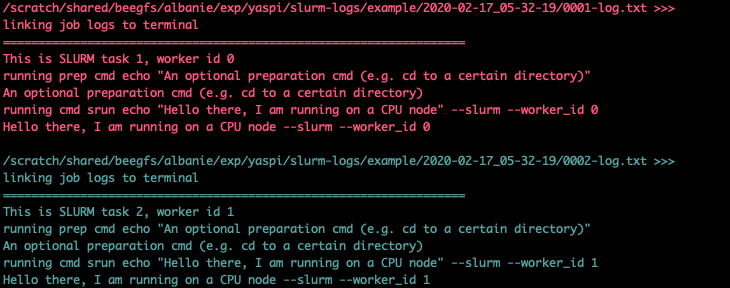 /scratch/shared/beegfs/albanie/exp/yaspi/slurm-logs/example/2020-02-17_05-32-19/0001-log.txt >>>
linking job logs to terminal
===================================================================
This is SLURM task 1, worker id 0
running prep cmd echo "An optional preparation cmd (e.g. cd to a certain directory)"
An optional preparation cmd (e.g. cd to a certain directory)
running cmd srun echo "Hello there, I am running on a CPU node" --slurm --worker_id 0
Hello there, I am running on a CPU node --slurm --worker_id 0
/scratch/shared/beegfs/albanie/exp/yaspi/slurm-logs/example/2020-02-17_05-32-19/0002-log.txt >>>
linking job logs to terminal
===================================================================
This is SLURM task 2, worker id 1
running prep cmd echo "An optional preparation cmd (e.g. cd to a certain directory)"
An optional preparation cmd (e.g. cd to a certain directory)
running cmd srun echo "Hello there, I am running on a CPU node" --slurm --worker_id 1
Hello there, I am running on a CPU node --slurm --worker_id 1